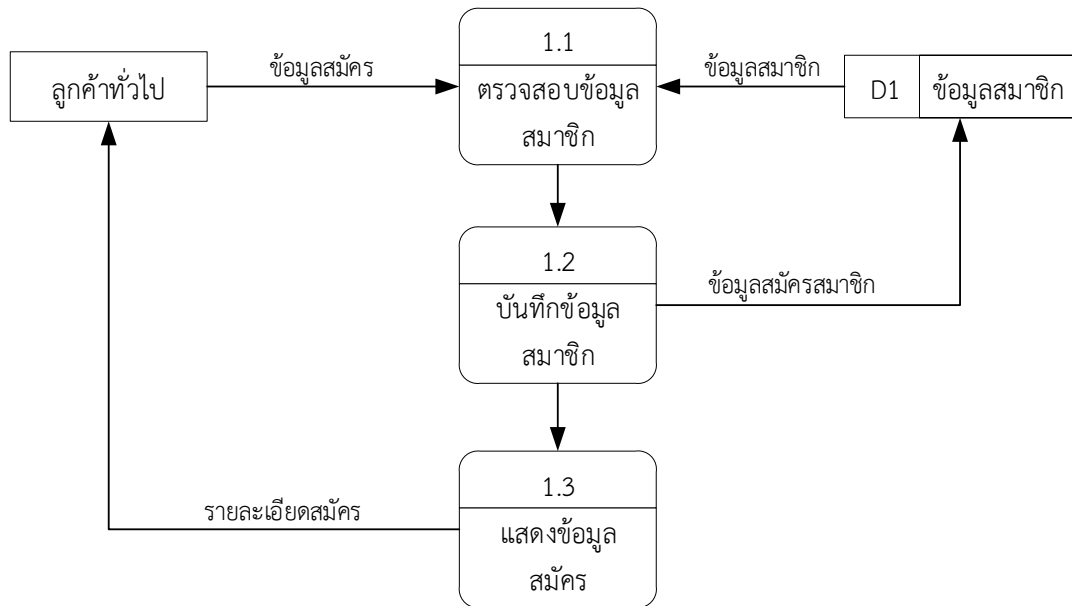 1.1
ลูกค้าทั่วไป
ข้อมูลสมัคร
ตรวจสอบข้อมูล
สมาชิก
ข้อมูลสมาชิก
D1
ข้อมูลสมาชิก
1.2
บันทึกข้อมูล
สมาชิก
ข้อมูลสมัครสมาชิก
1.3
แสดงข้อมูล
สมัคร
รายละเอียดสมัคร